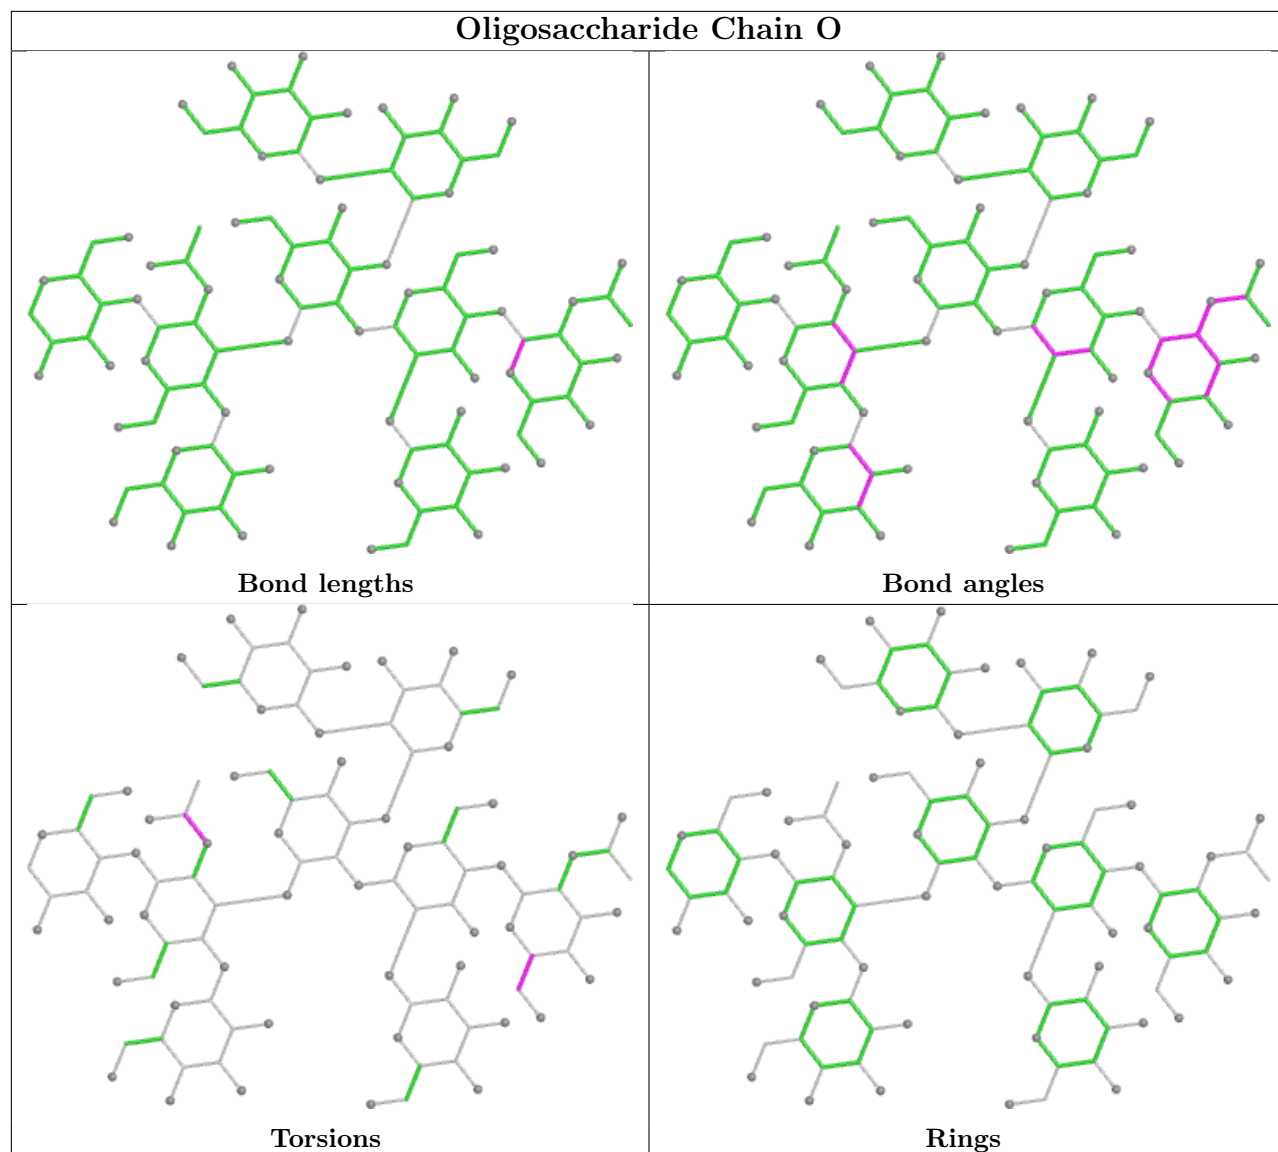 Oligosaccharide Chain O
Bond lengths
Bond angles
Torsions
Rings